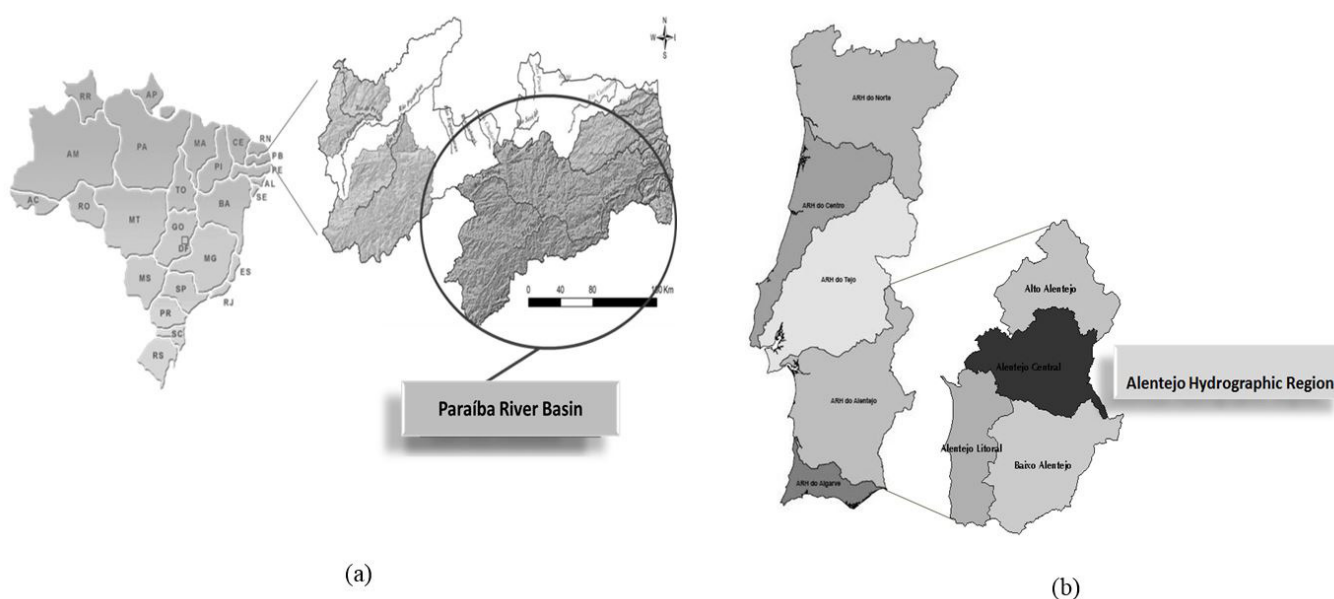 RR
AP
AM
PA
MA
CE
RN
PB
PE
AL
SE
PI
AC
RO
TO
BA
MT
GO
DF
MG
MS
ES
SP
RJ
PR
SC
RS
N
W
E
S
0 40 80
Km
Paraíba River Basin
(a)
ARH do Norte
ARH do Centro
ARH do Tejo
ARH do Alentejo
ARH do Algarve
Alto Alentejo
Alentejo Central
Alentejo Litoral
Baixo Alentejo
Alentejo Hydrographic Region
(b)